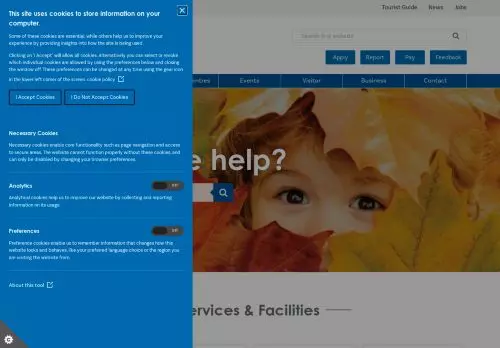 This site uses cookies to store information on your
computer.
Some of these cookies are essential, while others help us to improve your
experience by providing insights into how the site is being used.
Clicking on 'I Accept' will allow all cookies. Alternatively you can select or revoke
which individual cookies are allowed by using the preferences below and closing
the window off. These preferences can be changed at any time using the gear icon
in the lower left corner of the screen. cookie policy
I Accept Cookies
I Do Not Accept Cookies
Necessary Cookies
Necessary cookies enable core functionality such as page navigation and access
to secure areas. The website cannot function properly without these cookies, and
can only be disabled by changing your browser preferences.
Analytics
Off
Analytical cookies help us to improve our website by collecting and reporting
information on its usage.
Preferences
Off
Preference cookies enable us to remember information that changes how this
website looks and behaves, like your preferred language choice or the region you
are visiting the website from.
About this tool
Tourist Guide
News
Jobs
Apply
Report
Pay
Feedback
Events
Visitor
Business
Contact
e help?
ervices & Facilities